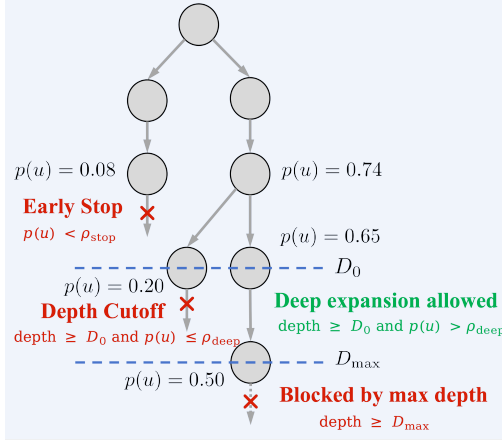 p(u) = 0.08
p(u) = 0.74
Early Stop
p(u) < ρ_stop
p(u) = 0.65
D_0
p(u) = 0.20
Depth Cutoff
depth ≥ D_0 and p(u) ≤ ρ_deep
Deep expansion allowed
depth ≥ D_0 and p(u) > ρ_deep
D_max
p(u) = 0.50
Blocked by max depth
depth ≥ D_max